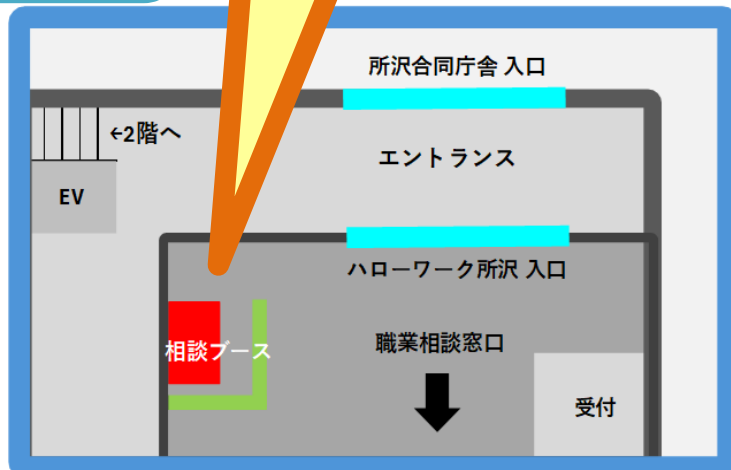 所沢合同庁舎 入口
←2階へ
エントランス
EV
ハローワーク所沢 入口
相談ブース
職業相談窓口
受付